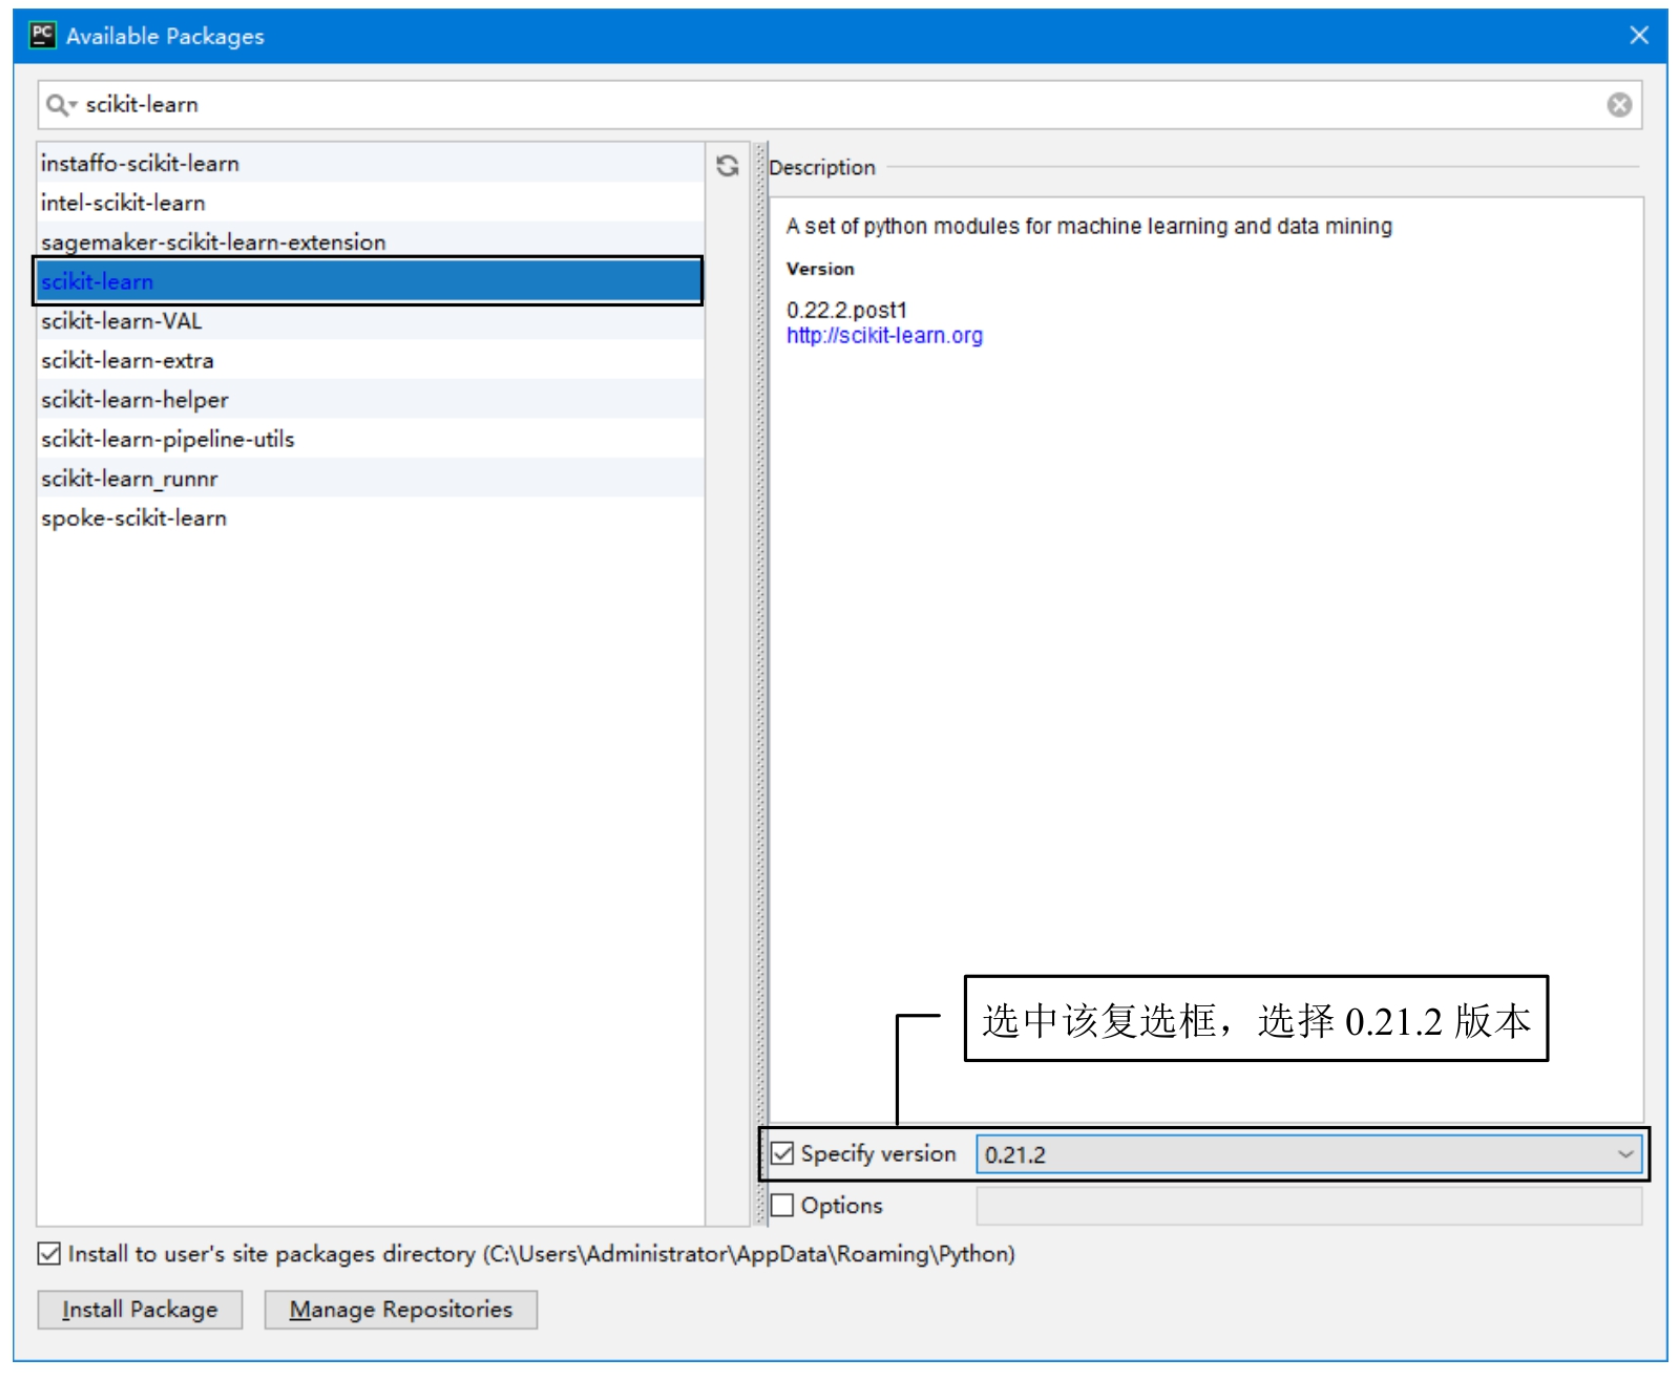 PC Available Packages
scikit-learn
instaffo-scikit-learn
intel-scikit-learn
sagemaker-scikit-learn-extension
scikit-learn
scikit-learn-VAL
scikit-learn-extra
scikit-learn-helper
scikit-learn-pipeline-utils
scikit-learn_runnr
spoke-scikit-learn
Description
A set of python modules for machine learning and data mining
Version
0.22.2.post1
http://scikit-learn.org
选中该复选框，选择 0.21.2 版本
Specify version 0.21.2
Options
Install to user's site packages directory (C:\Users\Administrator\AppData\Roaming\Python)
Install Package Manage Repositories